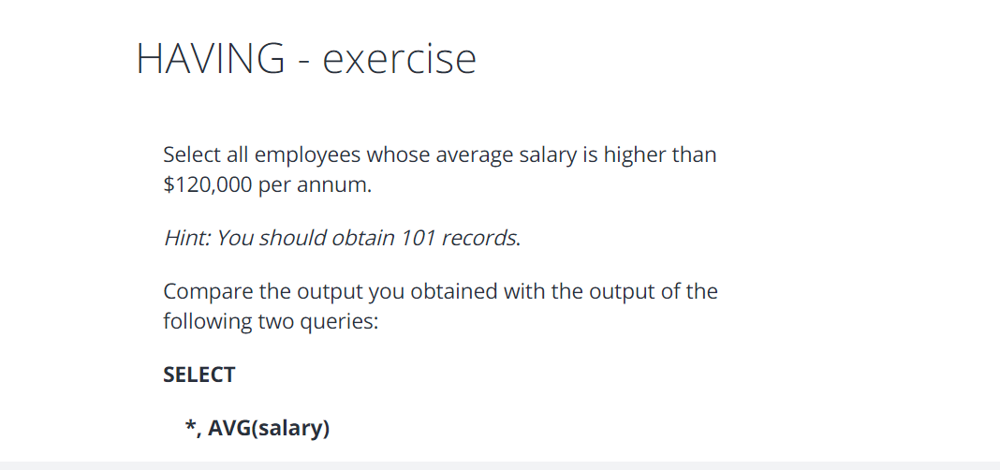 HAVING - exercise
Select all employees whose average salary is higher than
$120,000 per annum.
Hint: You should obtain 101 records.
Compare the output you obtained with the output of the
following two queries:
SELECT
*, AVG(salary)